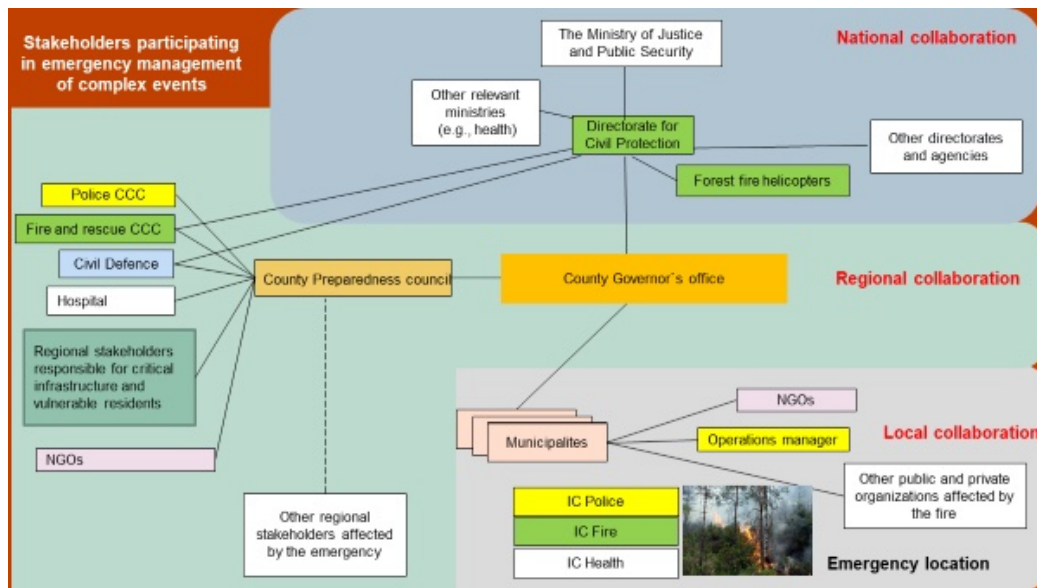 Stakeholders participating
in emergency management
of complex events
The Ministry of Justice
and Public Security
National collaboration
Other relevant
ministries
(e.g., health)
Directorate for
Civil Protection
Other directorates
and agencies
Forest fire helicopters
Police CCC
Fire and rescue CCC
Civil Defence
Hospital
County Preparedness council
County Governor´s office
Regional collaboration
Regional stakeholders
responsible for critical
infrastructure and
vulnerable residents
NGOs
Other regional
stakeholders affected
by the emergency
Municipalites
NGOs
Operations manager
Local collaboration
Other public and private
organizations affected by
the fire
IC Police
IC Fire
IC Health
Emergency location